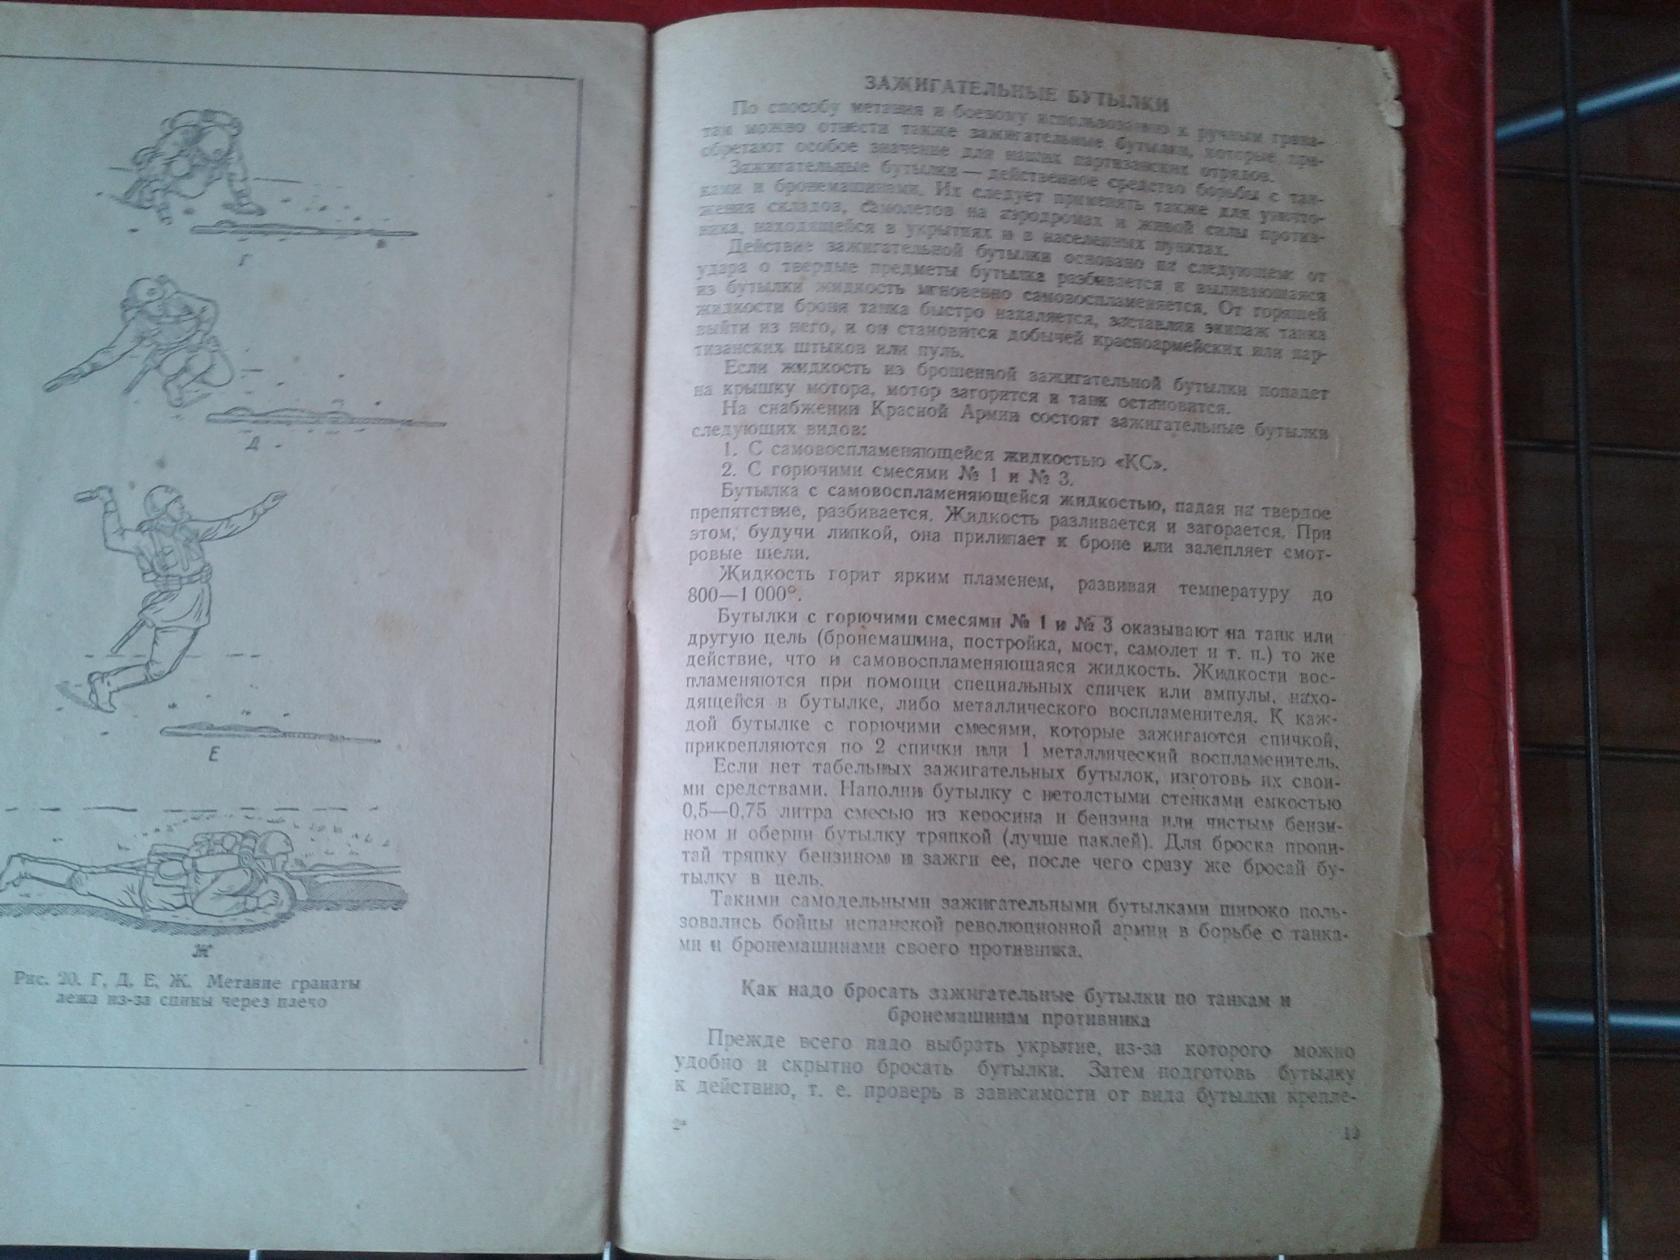 Г
Д
Е
Ж
Рис. 20. Г, Д, Е, Ж. Метание гранаты
лежа из-за спины через плечо
ЗАЖИГАТЕЛЬНЫЕ БУТЫЛКИ
По способу метания и боевому использованию к ручным грана-
там можно отнести также зажигательные бутылки, которые при-
обретают особое значение для наших партизанских отрядов.
Зажигательные бутылки — действенное средство борьбы с тан-
ками и бронемашинами. Их следует применять также для уничто-
жения складов, самолетов на аэродромах и живой силы против-
ника, находящейся в укрытиях и в населенных пунктах.
Действие зажигательной бутылки основано на следующем: от
удара о твердые предметы бутылка разбивается и выливающаяся
из бутылки жидкость мгновенно самовоспламеняется. От горящей
жидкости броня танка быстро накаляется, заставляя экипаж танка
выйти из него, и он становится добычей красноармейских или пар-
тизанских штыков или пуль.
Если жидкость из брошенной зажигательной бутылки попадет
на крышку мотора, мотор загорится и танк остановится.
На снабжении Красной Армии состоят зажигательные бутылки
следующих видов:
1. С самовоспламеняющейся жидкостью «КС».
2. С горючими смесями № 1 и № 3.
Бутылка с самовоспламеняющейся жидкостью, падая на твердое
препятствие, разбивается. Жидкость разливается и загорается. При
этом, будучи липкой, она прилипает к броне или залепляет смот-
ровые щели.
Жидкость горит ярким пламенем, развивая температуру до
800—1 000°.
Бутылки с горючими смесями № 1 и № 3 оказывают на танк или
другую цель (бронемашина, постройка, мост, самолет и т. п.) то же
действие, что и самовоспламеняющаяся жидкость. Жидкости вос-
пламеняются при помощи специальных спичек или ампулы, нахо-
дящейся в бутылке, либо металлического воспламенителя. К каж-
дой бутылке с горючими смесями, которые зажигаются спичкой,
прикрепляются по 2 спички или 1 металлический воспламенитель.
Если нет табельных зажигательных бутылок, изготовь их свои-
ми средствами. Наполни бутылку с нетолстыми стенками емкостью
0,5—0,75 литра смесью из керосина и бензина или чистым бензи-
ном и оберни бутылку тряпкой (лучше паклей). Для броска пропи-
тай тряпку бензином и зажги ее, после чего сразу же бросай бу-
тылку в цель.
Такими самодельными зажигательными бутылками широко поль-
зовались бойцы испанской революционной армии в борьбе с танка-
ми и бронемашинами своего противника.
Как надо бросать зажигательные бутылки по танкам и
бронемашинам противника
Прежде всего надо выбрать укрытие, из-за которого можно
удобно и скрытно бросать бутылки. Затем подготовь бутылку
к действию, т. е. проверь в зависимости от вида бутылки крепле-
2*
19